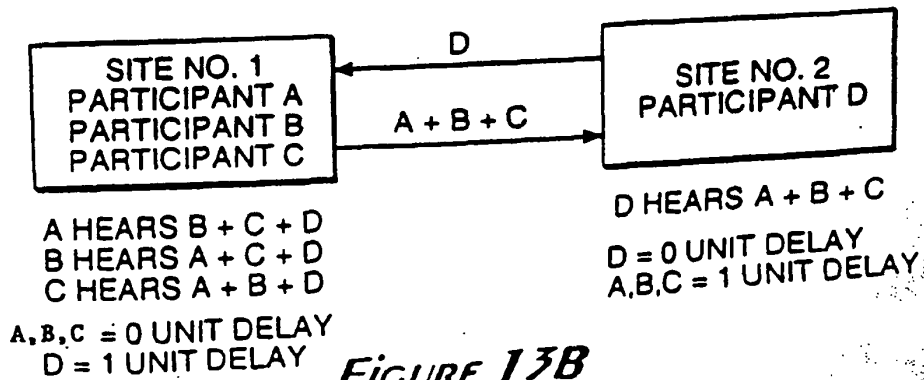 SITE NO. 1
PARTICIPANT A
PARTICIPANT B
PARTICIPANT C
D
A + B + C
SITE NO. 2
PARTICIPANT D
A HEARS B + C + D
B HEARS A + C + D
C HEARS A + B + D
A,B,C = 0 UNIT DELAY
D = 1 UNIT DELAY
D HEARS A + B + C
D = 0 UNIT DELAY
A,B,C = 1 UNIT DELAY
FIGURE 13B